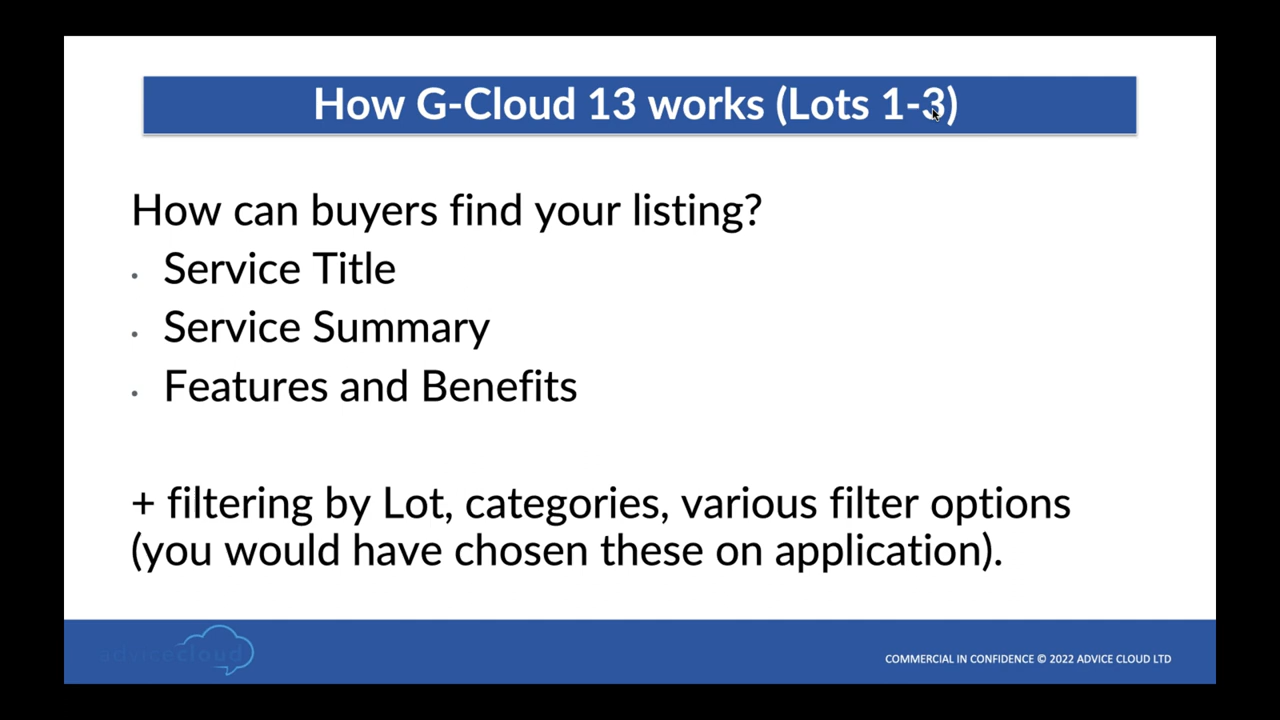 How G-Cloud 13 works (Lots 1-3)
How can buyers find your listing?
• Service Title
• Service Summary
• Features and Benefits
+ filtering by Lot, categories, various filter options
(you would have chosen these on application).
advicecloud
COMMERCIAL IN CONFIDENCE © 2022 ADVICE CLOUD LTD